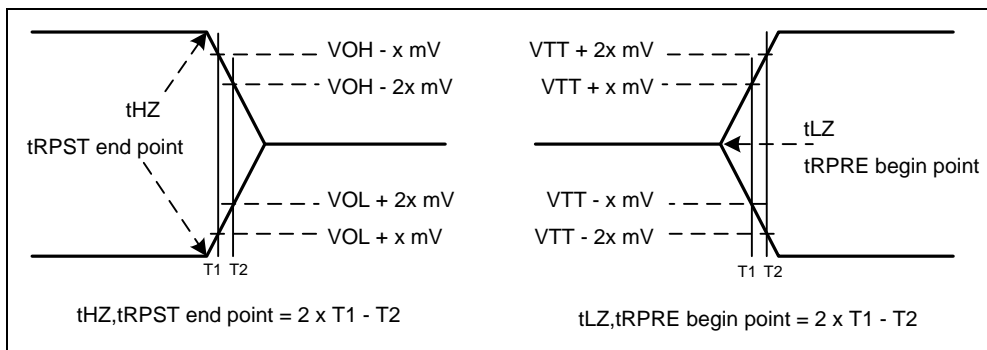 VOH - x mV
VOH - 2x mV
tHZ
tRPST end point
VOL + 2x mV
VOL + x mV
T1 T2
tHZ,tRPST end point = 2 x T1 - T2
VTT + 2x mV
VTT + x mV
tLZ
tRPRE begin point
VTT - x mV
VTT - 2x mV
T1 T2
tLZ,tRPRE begin point = 2 x T1 - T2